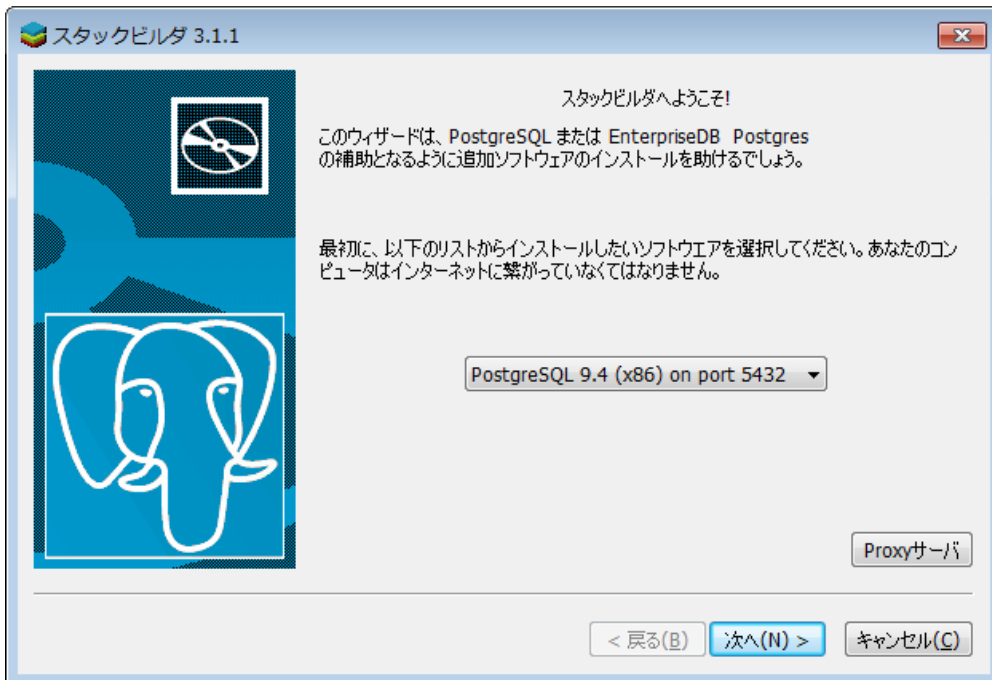 スタックビルダ 3.1.1
スタックビルダへようこそ!
このウィザードは、PostgreSQL または EnterpriseDB Postgres
の補助となるように追加ソフトウェアのインストールを助けるでしょう。
最初に、以下のリストからインストールしたいソフトウエアを選択してください。あなたのコン
ピュータはインターネットに繋がっていなくてはなりません。
PostgreSQL 9.4 (x86) on port 5432
Proxyサーバ
< 戻る(B)
次へ(N) >
キャンセル(C)